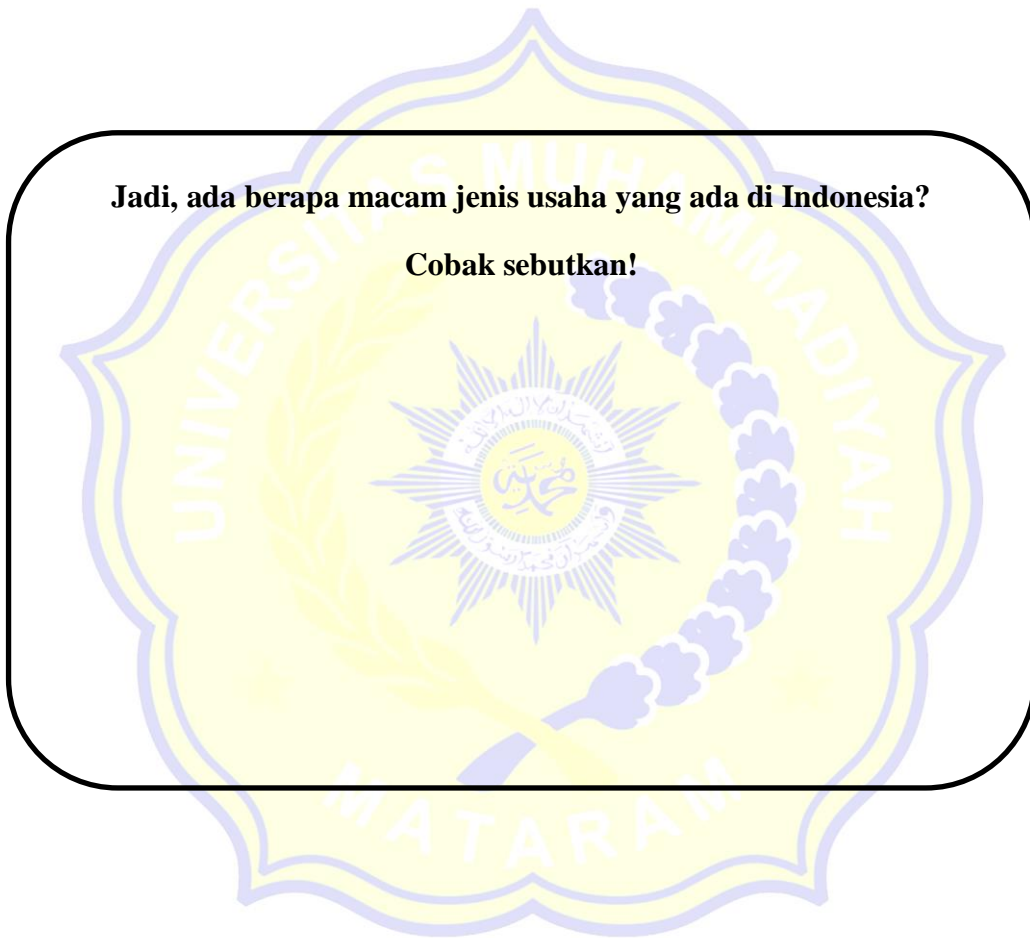 Jadi, ada berapa macam jenis usaha yang ada di Indonesia?
Cobak sebutkan!
UNIVERSITAS MUHAMMADIYAH
MATARAM